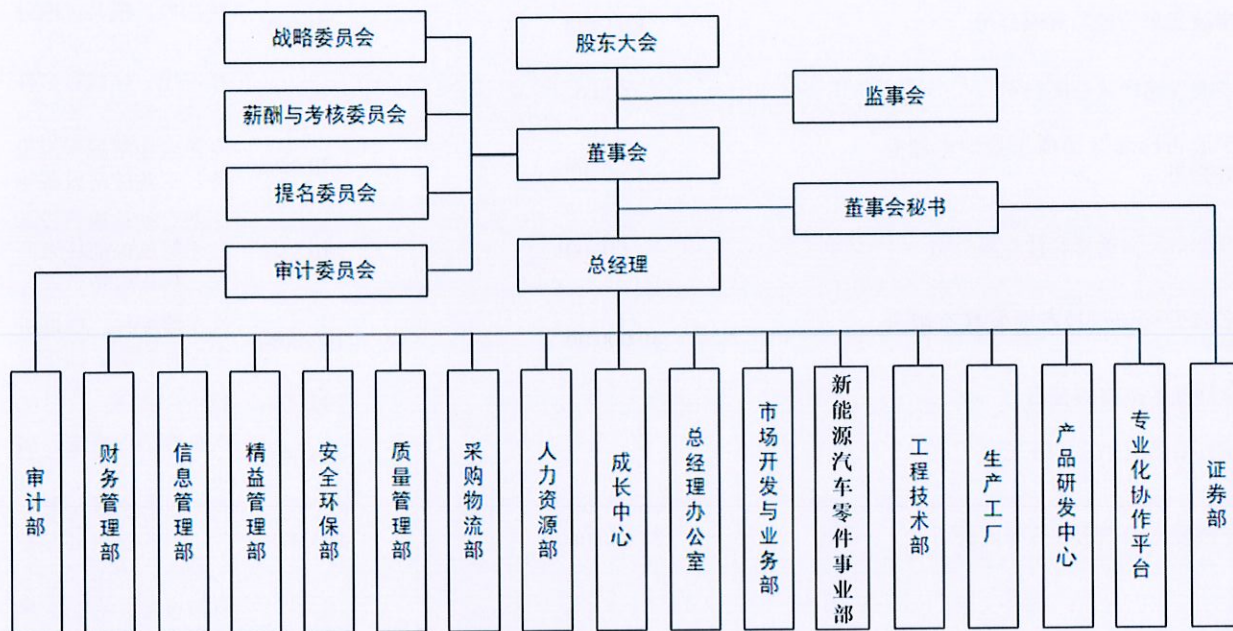 战略委员会
股东大会
监事会
薪酬与考核委员会
董事会
提名委员会
董事会秘书
审计委员会
总经理
审计部
财务管理部
信息管理部
精益管理部
安全环保部
质量管理部
采购物流部
人力资源部
成长中心
总经理办公室
市场开发与业务部
新能源汽车零件事业部
工程技术部
生产工厂
产品研发中心
专业化协作平台
证券部